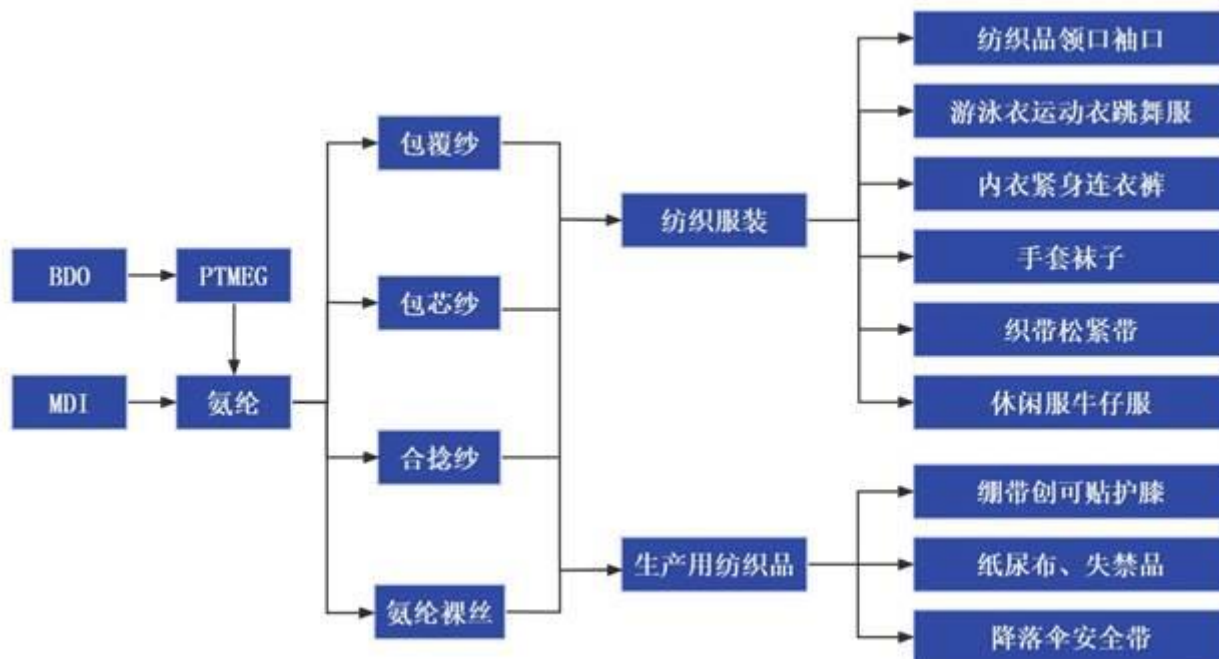 BDO
PTMEG
MDI
氨纶
包覆纱
包芯纱
合捻纱
氨纶裸丝
纺织服装
生产用纺织品
纺织品领口袖口
游泳衣运动衣跳舞服
内衣紧身连衣裤
手套袜子
织带松紧带
休闲服牛仔服
绷带创可贴护膝
纸尿布、失禁品
降落伞安全带